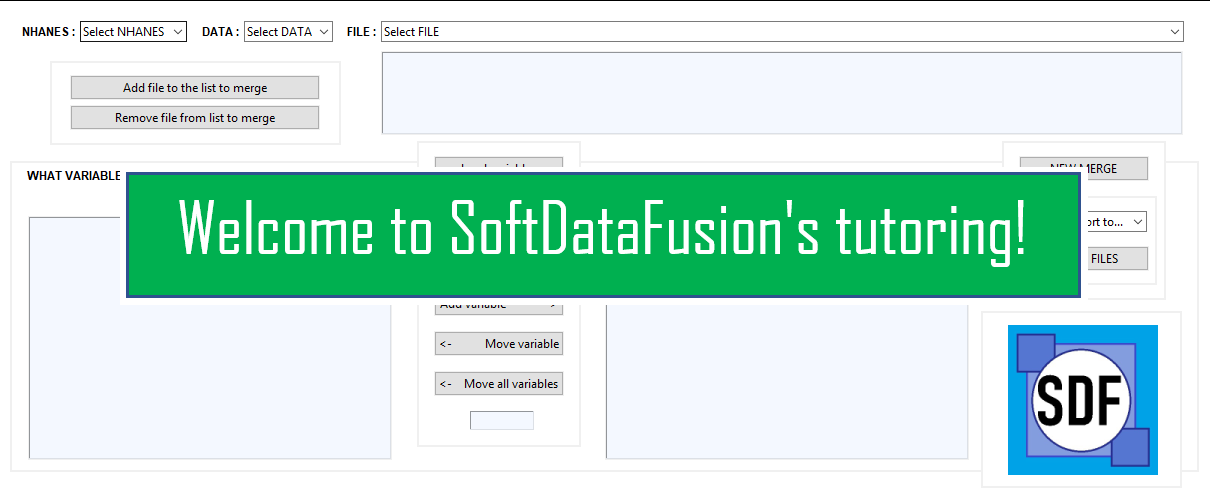 NHANES : Select NHANES DATA : Select DATA FILE : Select FILE
Add file to the list to merge
Remove file from list to merge
WHAT VARIABLE
NEW MERGE
Welcome to SoftDataFusion's tutoring!
ort to...
FILES
Add variable
<- Move variable
<- Move all variables
SDF